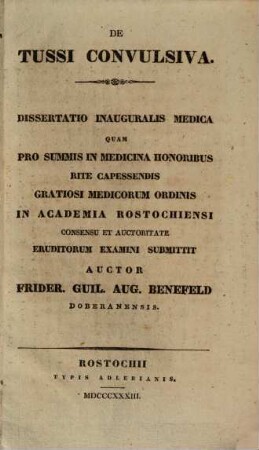 DE
TUSSI CONVULSIVA.
DISSERTATIO INAUGURALIS MEDICA
QUAM
PRO SUMMIS IN MEDICINA HONORIBUS
RITE CAPESSENDIS
GRATIOSI MEDICORUM ORDINIS
IN ACADEMIA ROSTOCHIENSI
CONSENSU ET AUCTORITATE
ERUDITORUM EXAMINI SUBMITTIT
AUCTOR
FRIDER. GUIL. AUG. BENEFELD
DOBERANENSIS.
ROSTOCHII
TYPIS ADLERIANIS.
MDCCCXXXIII.